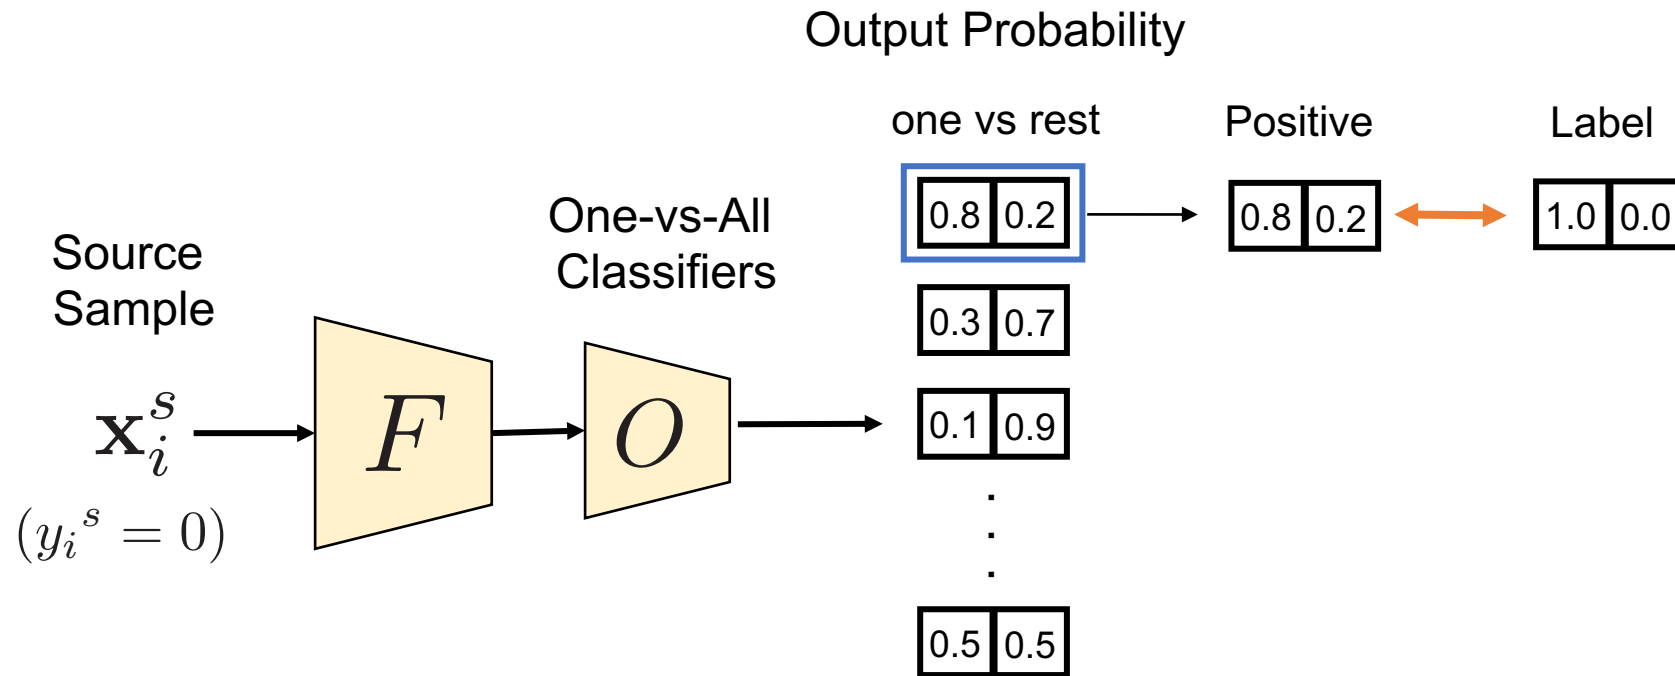 Output Probability
one vs rest
Positive
Label
0.8 0.2
0.8 0.2
1.0 0.0
One-vs-All
Classifiers
Source
Sample
0.3 0.7
x_i^s
F
O
0.1 0.9
(y_i^s = 0)
.
.
.
0.5 0.5